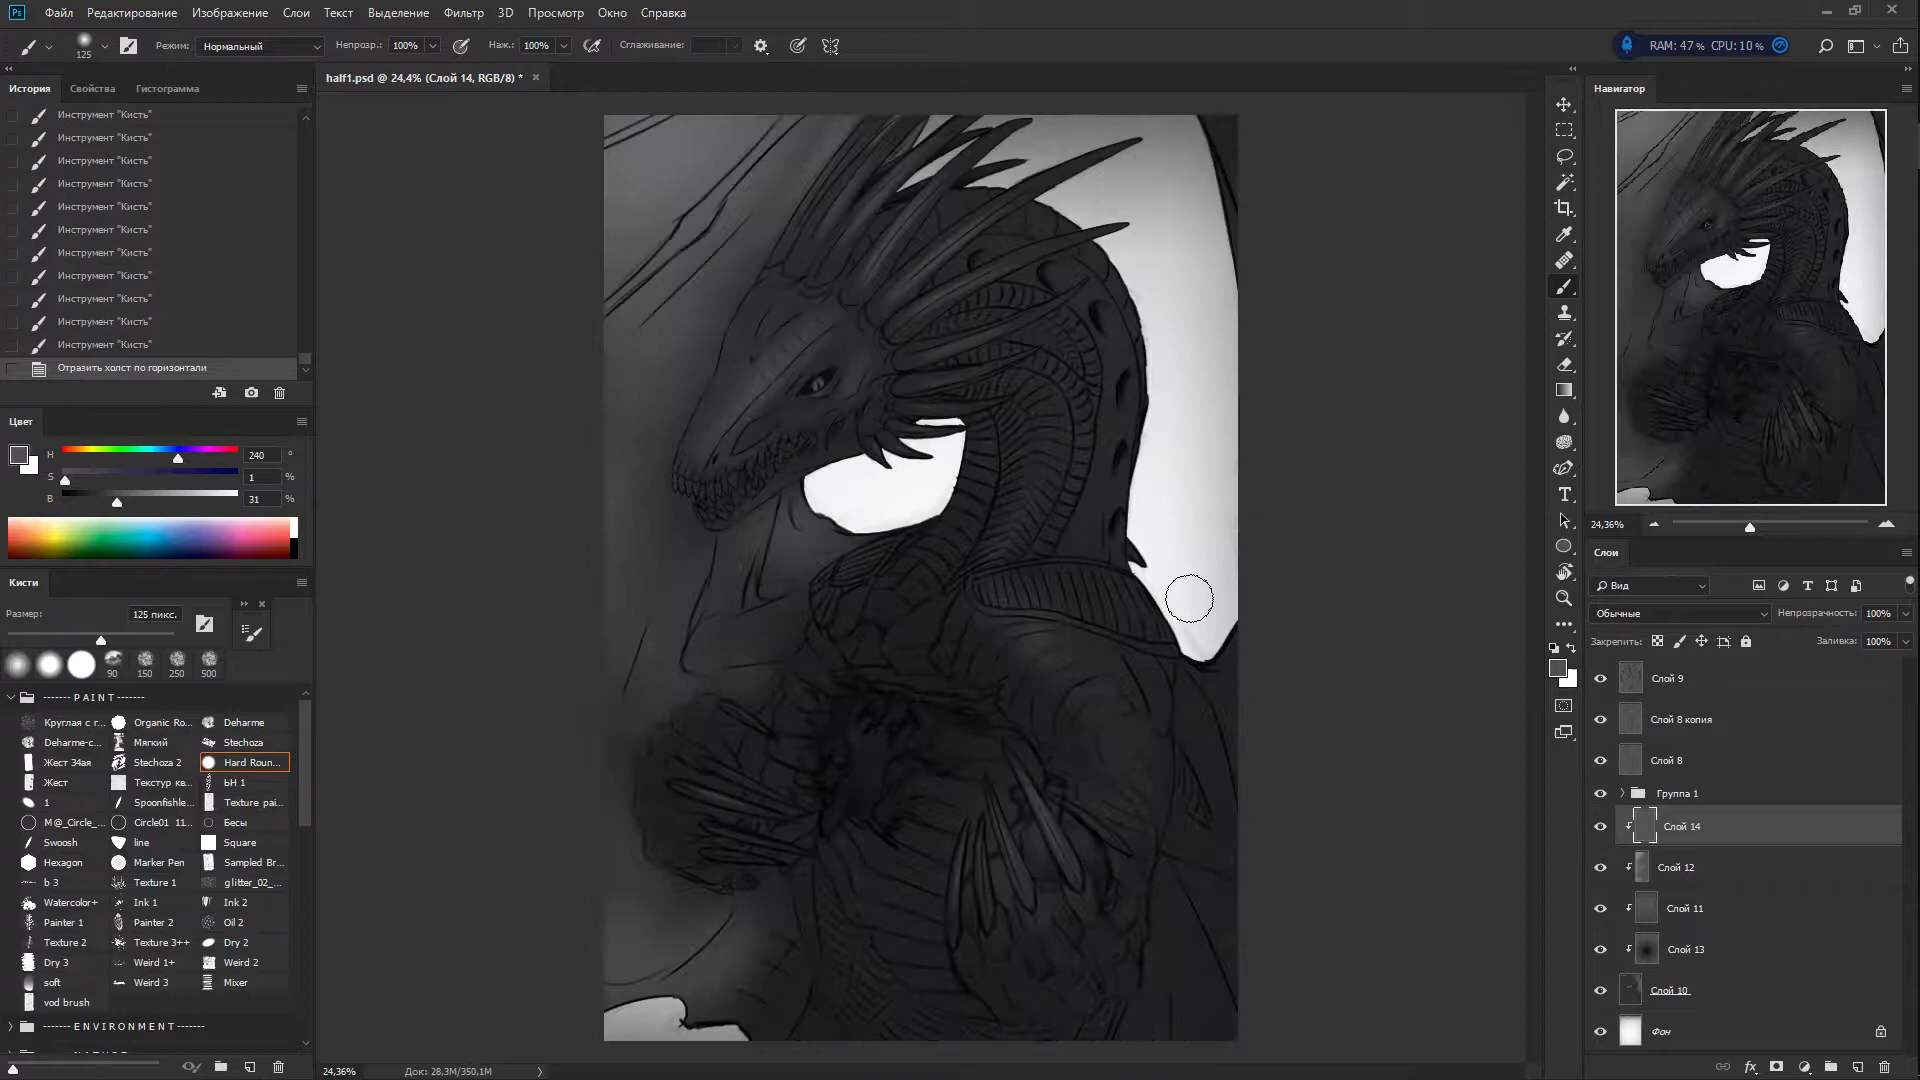 Ps Файл Редактирование Изображение Слои Текст Выделение Фильтр 3D Просмотр Окно Справка
125 Режим: Нормальный Непрозр.: 100% Наж.: 100% Сглаживание: RAM: 47 % CPU: 10 %
История Свойства Гистограмма
half1.psd @ 24,4% (Слой 14, RGB/8) *
Навигатор
Инструмент "Кисть"
Инструмент "Кисть"
Инструмент "Кисть"
Инструмент "Кисть"
Инструмент "Кисть"
Инструмент "Кисть"
Инструмент "Кисть"
Инструмент "Кисть"
Инструмент "Кисть"
Инструмент "Кисть"
Инструмент "Кисть"
Отразить холст по горизонтали
Цвет
H 240 °
S 1 %
B 31 %
Кисти
Размер: 125 пикс.
90 150 250 500
------- P A I N T -------
Круглая с г... Organic Ro... Deharme
Deharme-c... Мягкий Stechoza
Жест 34ая Stechoza 2 Hard Roun...
Жест Текстур кв... ЬН 1
1 Spoonfishle... Texture pai...
M@_Circle_... Circle01_11... Бесы
Swoosh line Square
Hexagon Marker Pen Sampled Br...
b 3 Texture 1 glitter_02_...
Watercolor+ Ink 1 Ink 2
Painter 1 Painter 2 Oil 2
Texture 2 Texture 3++ Dry 2
Dry 3 Weird 1+ Weird 2
soft Weird 3 Mixer
vod brush
------- E N V I R O N M E N T -------
24,36% Док: 28,3M/350,1M
24,36%
Слои
Вид
Обычные Непрозрачность: 100%
Закрепить: Заливка: 100%
Слой 9
Слой 8 копия
Слой 8
Группа 1
Слой 14
Слой 12
Слой 11
Слой 13
Слой 10
Фон
fx